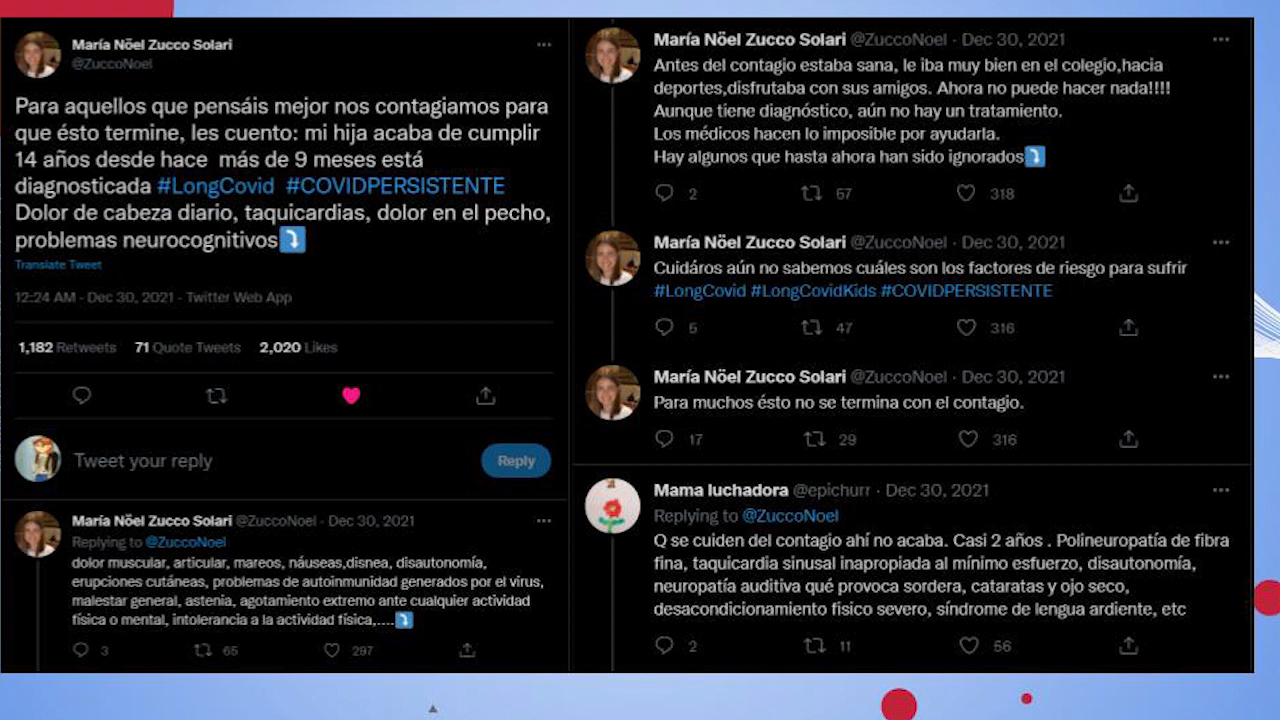 María Nöel Zucco Solari
@ZuccoNoel
Para aquellos que pensáis mejor nos contagiamos para
que ésto termine, les cuento: mi hija acaba de cumplir
14 años desde hace más de 9 meses está
diagnosticada #LongCovid #COVIDPERSISTENTE
Dolor de cabeza diario, taquicardias, dolor en el pecho,
problemas neurocognitivos
Translate Tweet
12:24 AM · Dec 30, 2021 · Twitter Web App
1,182 Retweets 71 Quote Tweets 2,020 Likes
Tweet your reply
Reply
María Nöel Zucco Solari @ZuccoNoel · Dec 30, 2021
Replying to @ZuccoNoel
dolor muscular, articular, mareos, náuseas,disnea, disautonomía,
erupciones cutáneas, problemas de autoinmunidad generados por el virus,
malestar general, astenia, agotamiento extremo ante cualquier actividad
física o mental, intolerancia a la actividad física,....
3 65 297
María Nöel Zucco Solari @ZuccoNoel · Dec 30, 2021
Antes del contagio estaba sana, le iba muy bien en el colegio,hacia
deportes,disfrutaba con sus amigos. Ahora no puede hacer nada!!!!
Aunque tiene diagnóstico, aún no hay un tratamiento.
Los médicos hacen lo imposible por ayudarla.
Hay algunos que hasta ahora han sido ignorados
2 67 318
María Nöel Zucco Solari @ZuccoNoel · Dec 30, 2021
Cuidáros aún no sabemos cuáles son los factores de riesgo para sufrir
#LongCovid #LongCovidKids #COVIDPERSISTENTE
5 47 316
María Nöel Zucco Solari @ZuccoNoel · Dec 30, 2021
Para muchos ésto no se termina con el contagio.
17 29 316
Mama luchadora @epichurr · Dec 30, 2021
Replying to @ZuccoNoel
Q se cuiden del contagio ahí no acaba. Casi 2 años . Polineuropatía de fibra
fina, taquicardia sinusal inapropiada al mínimo esfuerzo, disautonomía,
neuropatía auditiva qué provoca sordera, cataratas y ojo seco,
desacondicionamiento físico severo, síndrome de lengua ardiente, etc
2 11 56